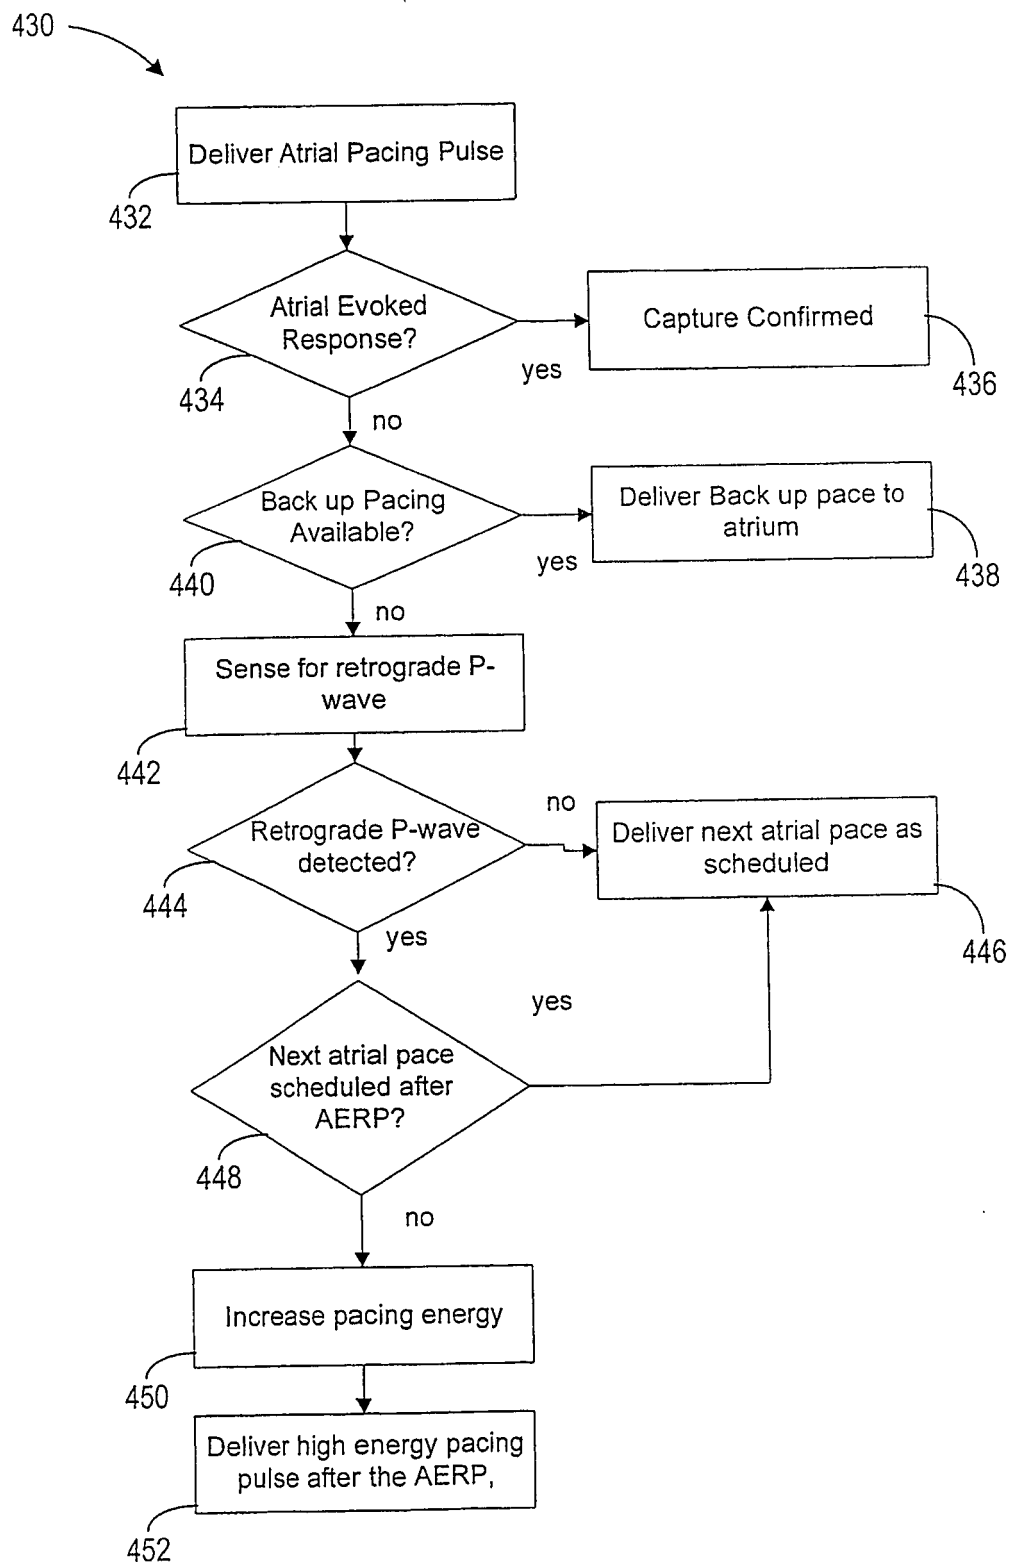 430
Deliver Atrial Pacing Pulse
432
Atrial Evoked
Response?
434
yes
Capture Confirmed
436
no
Back up Pacing
Available?
440
yes
Deliver Back up pace to
atrium
438
no
Sense for retrograde P-
wave
442
Retrograde P-wave
detected?
444
no
Deliver next atrial pace as
scheduled
446
yes
Next atrial pace
scheduled after
AERP?
448
yes
no
Increase pacing energy
450
Deliver high energy pacing
pulse after the AERP,
452